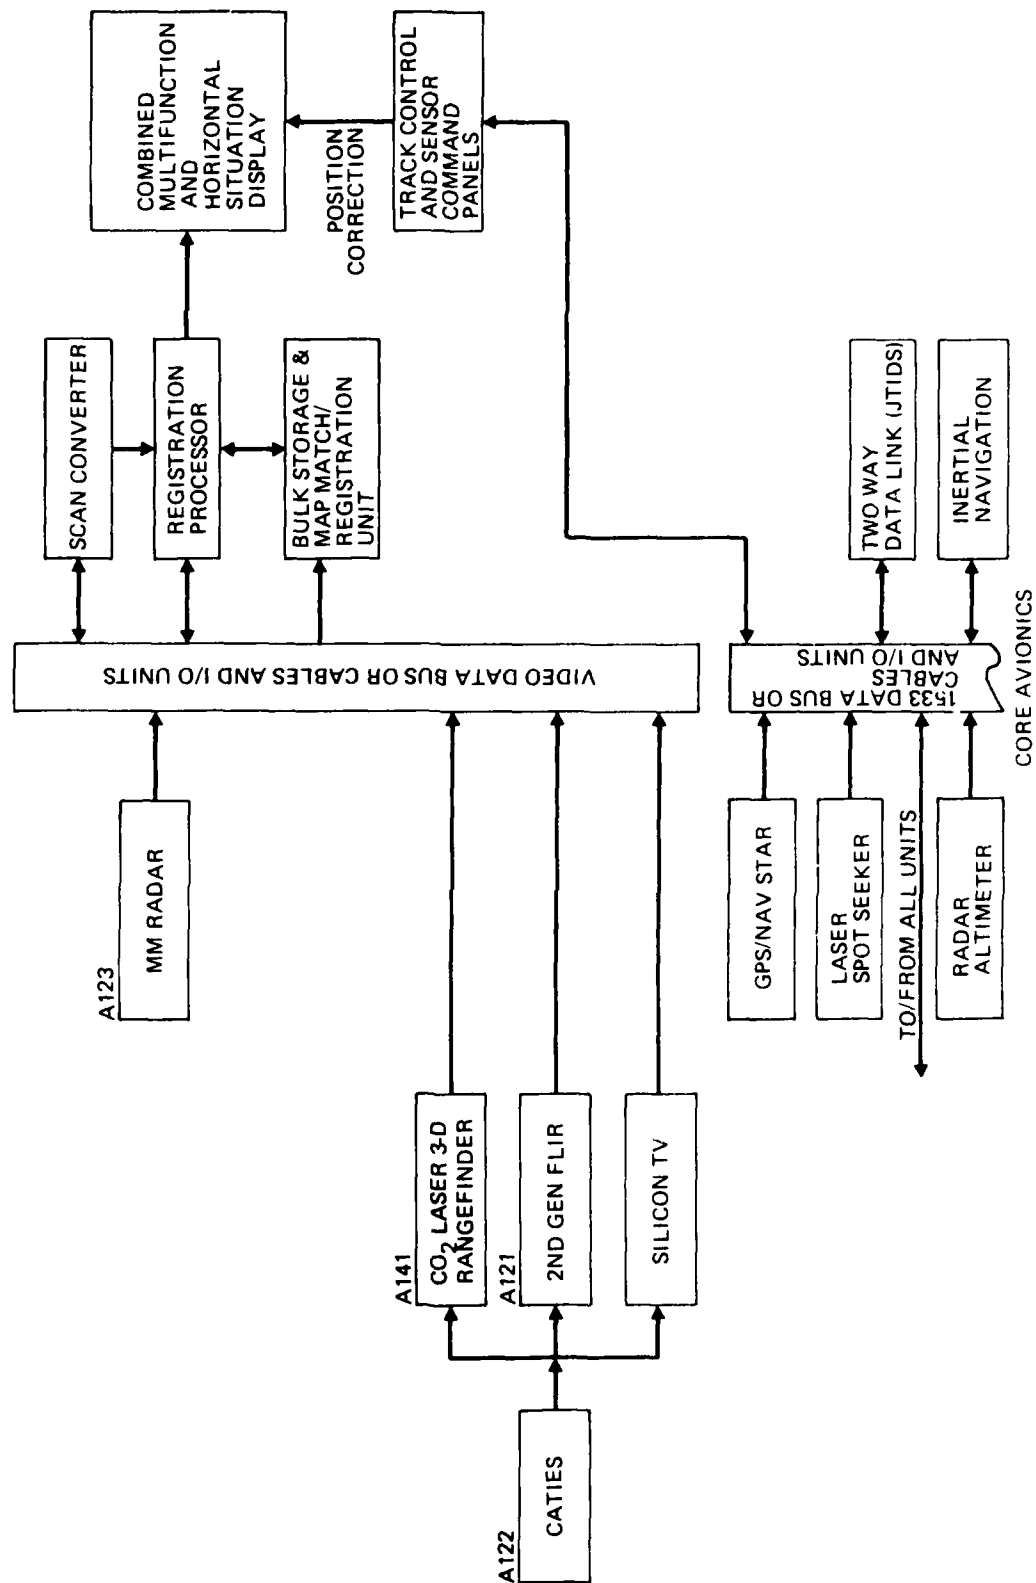 A122
CATIES
A141
CO₂ LASER 3-D
RANGEFINDER
A121
2ND GEN FLIR
SILICON TV
A123
MM RADAR
VIDEO DATA BUS OR CABLES AND I/O UNITS
SCAN CONVERTER
REGISTRATION
PROCESSOR
BULK STORAGE &
MAP MATCH/
REGISTRATION
UNIT
COMBINED
MULTIFUNCTION
AND
HORIZONTAL
SITUATION
DISPLAY
POSITION
CORRECTION
TRACK CONTROL
AND SENSOR
COMMAND
PANELS
GPS/NAV STAR
LASER
SPOT SEEKER
TO/FROM ALL UNITS
RADAR
ALTIMETER
1533 DATA BUS OR
CABLES
AND I/O UNITS
TWO WAY
DATA LINK (JTIDS)
INERTIAL
NAVIGATION
CORE AVIONICS